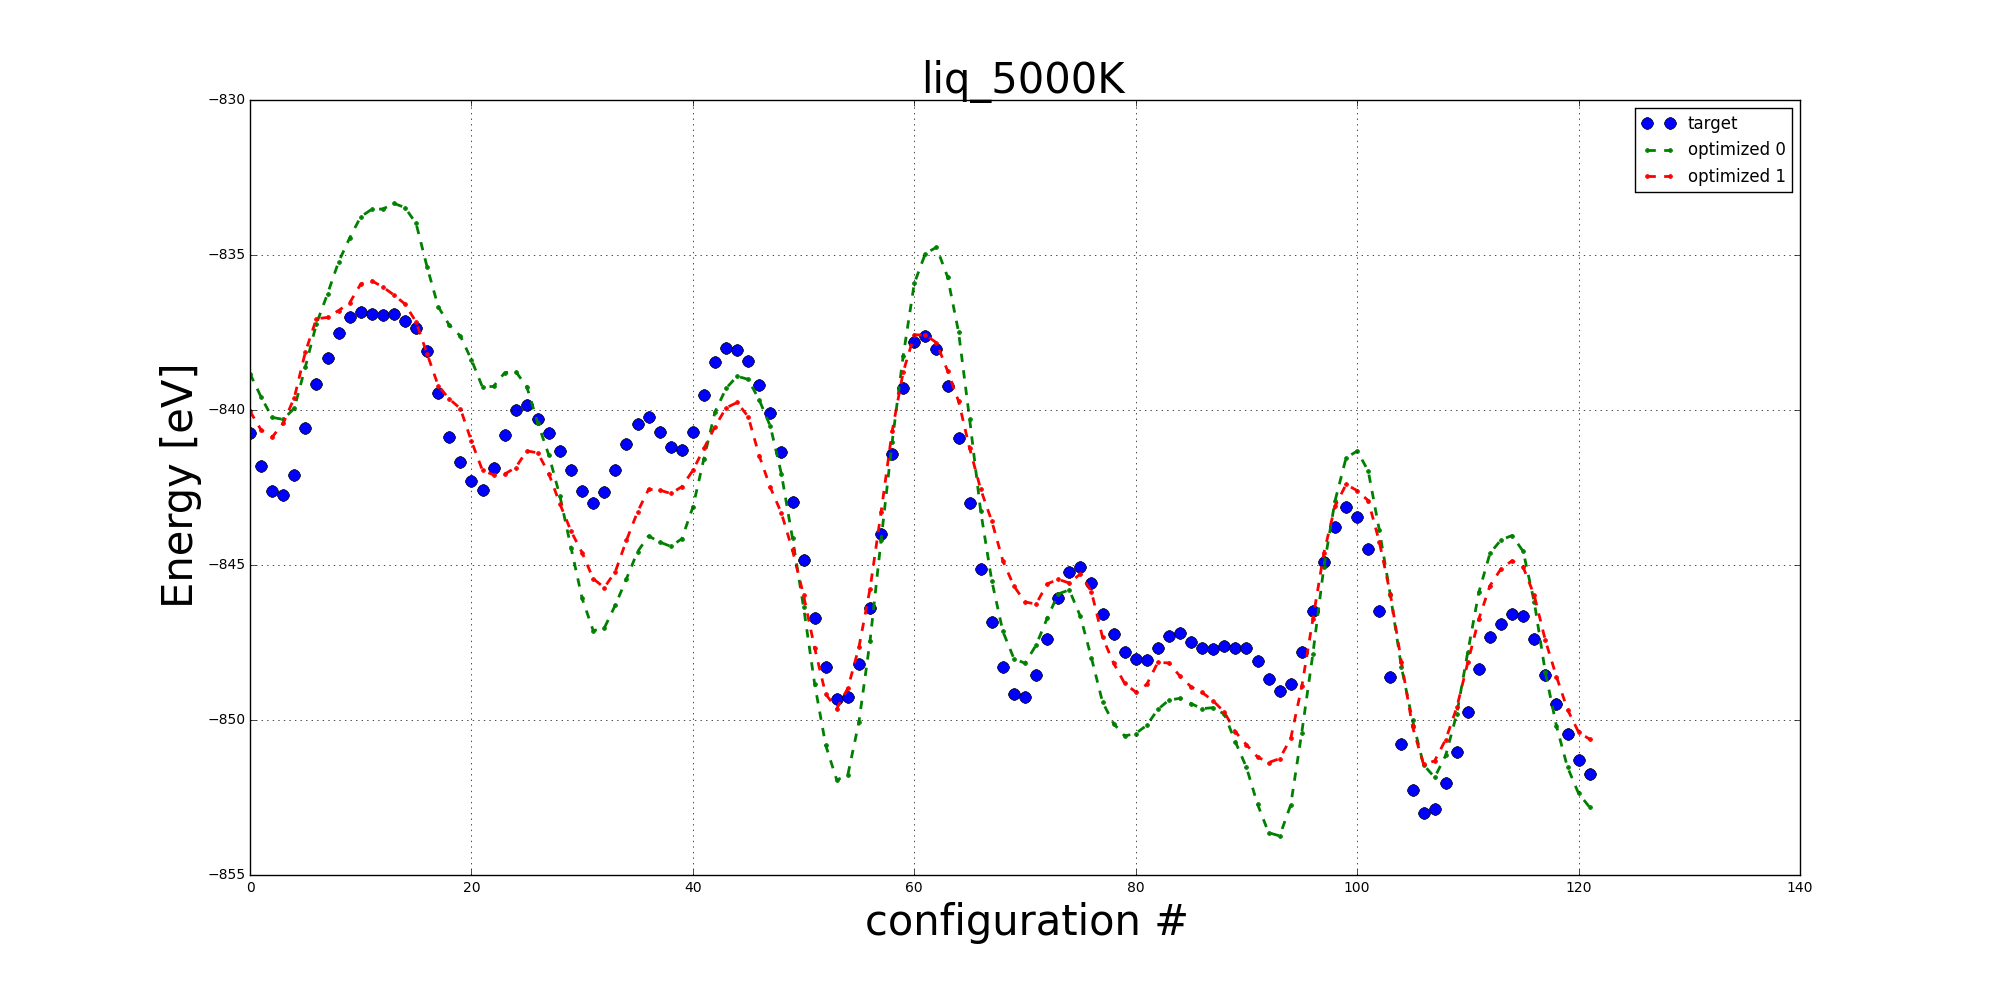 liq_5000K
−830
−835
−840
−845
−850
−855
Energy [eV]
target
optimized 0
optimized 1
0 20 40 60 80 100 120 140
configuration #